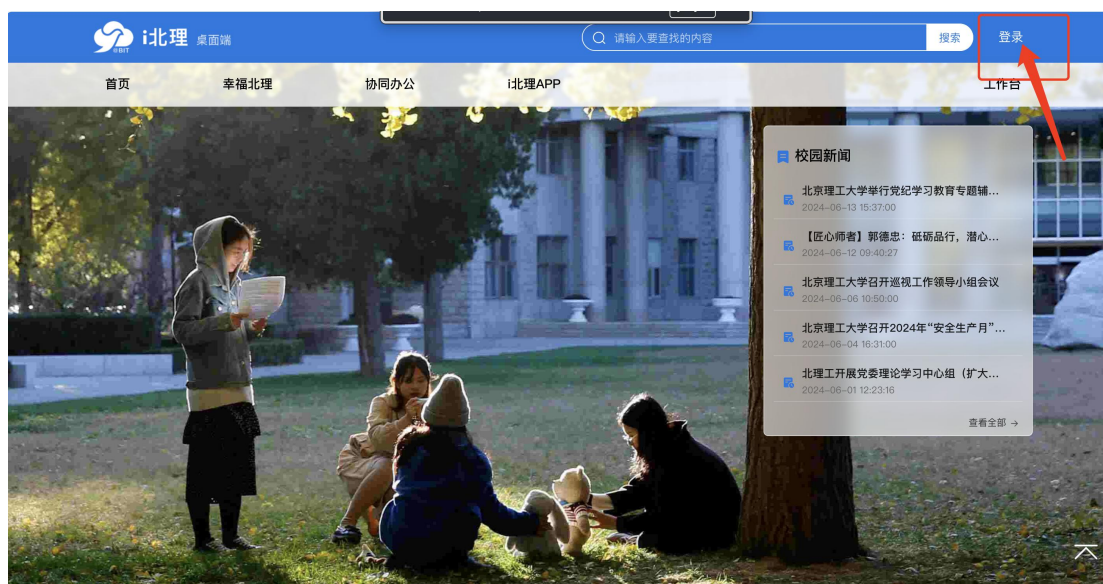 i北理 桌面端
@BIT
请输入要查找的内容
搜索
登录
首页
幸福北理
协同办公
i北理APP
工作台
校园新闻
北京理工大学举行党纪学习教育专题辅...
2024-06-13 15:37:00
【匠心师者】郭德忠：砥砺品行，潜心...
2024-06-12 09:40:27
北京理工大学召开巡视工作领导小组会议
2024-06-06 10:50:00
北京理工大学召开2024年“安全生产月”...
2024-06-04 16:31:00
北理工开展党委理论学习中心组（扩大...
2024-06-01 12:23:16
查看全部 →